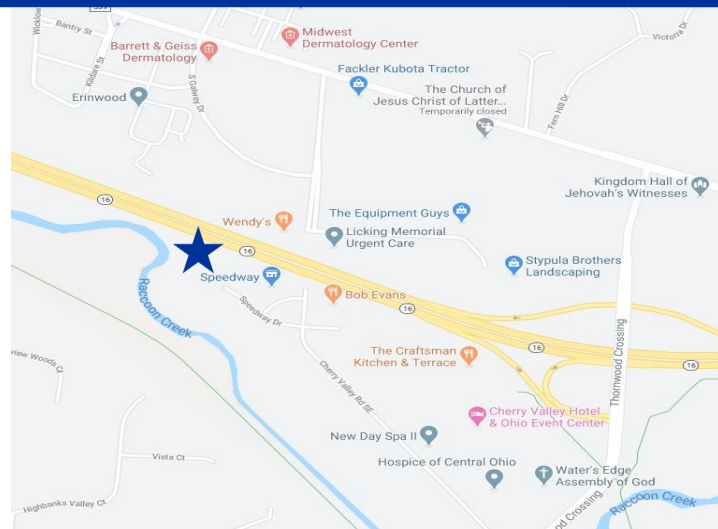 Wicklow
Bantry St
Kildare St
Barrett & Geiss
Dermatology
Midwest
Dermatology Center
Victoria Dr
Erinwood
S Galway Dr
Fackler Kubota Tractor
The Church of
Jesus Christ of Latter...
Temporarily closed
Fern Hill Dr
Kingdom Hall of
Jehovah's Witnesses
16
Wendy's
The Equipment Guys
Licking Memorial
Urgent Care
16
Stypula Brothers
Landscaping
Speedway
Raccoon Creek
Speedway Dr
Bob Evans
16
16
16
The Craftsman
Kitchen & Terrace
Thornwood Crossing
view Woods Ct
Cherry Valley Rd SE
Cherry Valley Hotel
& Ohio Event Center
New Day Spa II
Vista Ct
Hospice of Central Ohio
Water's Edge
Assembly of God
Highbanks Valley Ct
od Crossing
Raccoon Creek